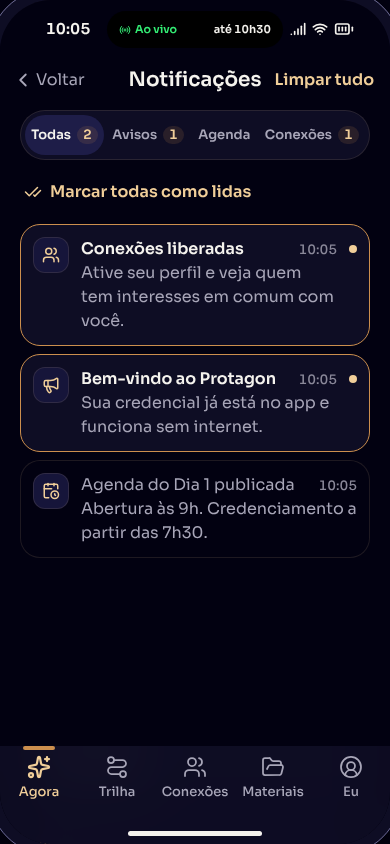 10:05 Ao vivo até 10h30
Voltar Notificações Limpar tudo
Todas 2 Avisos 1 Agenda Conexões 1
Marcar todas como lidas
Conexões liberadas 10:05
Ative seu perfil e veja quem
tem interesses em comum com
você.
Bem-vindo ao Protagon 10:05
Sua credencial já está no app e
funciona sem internet.
Agenda do Dia 1 publicada 10:05
Abertura às 9h. Credenciamento a
partir das 7h30.
Agora Trilha Conexões Materiais Eu